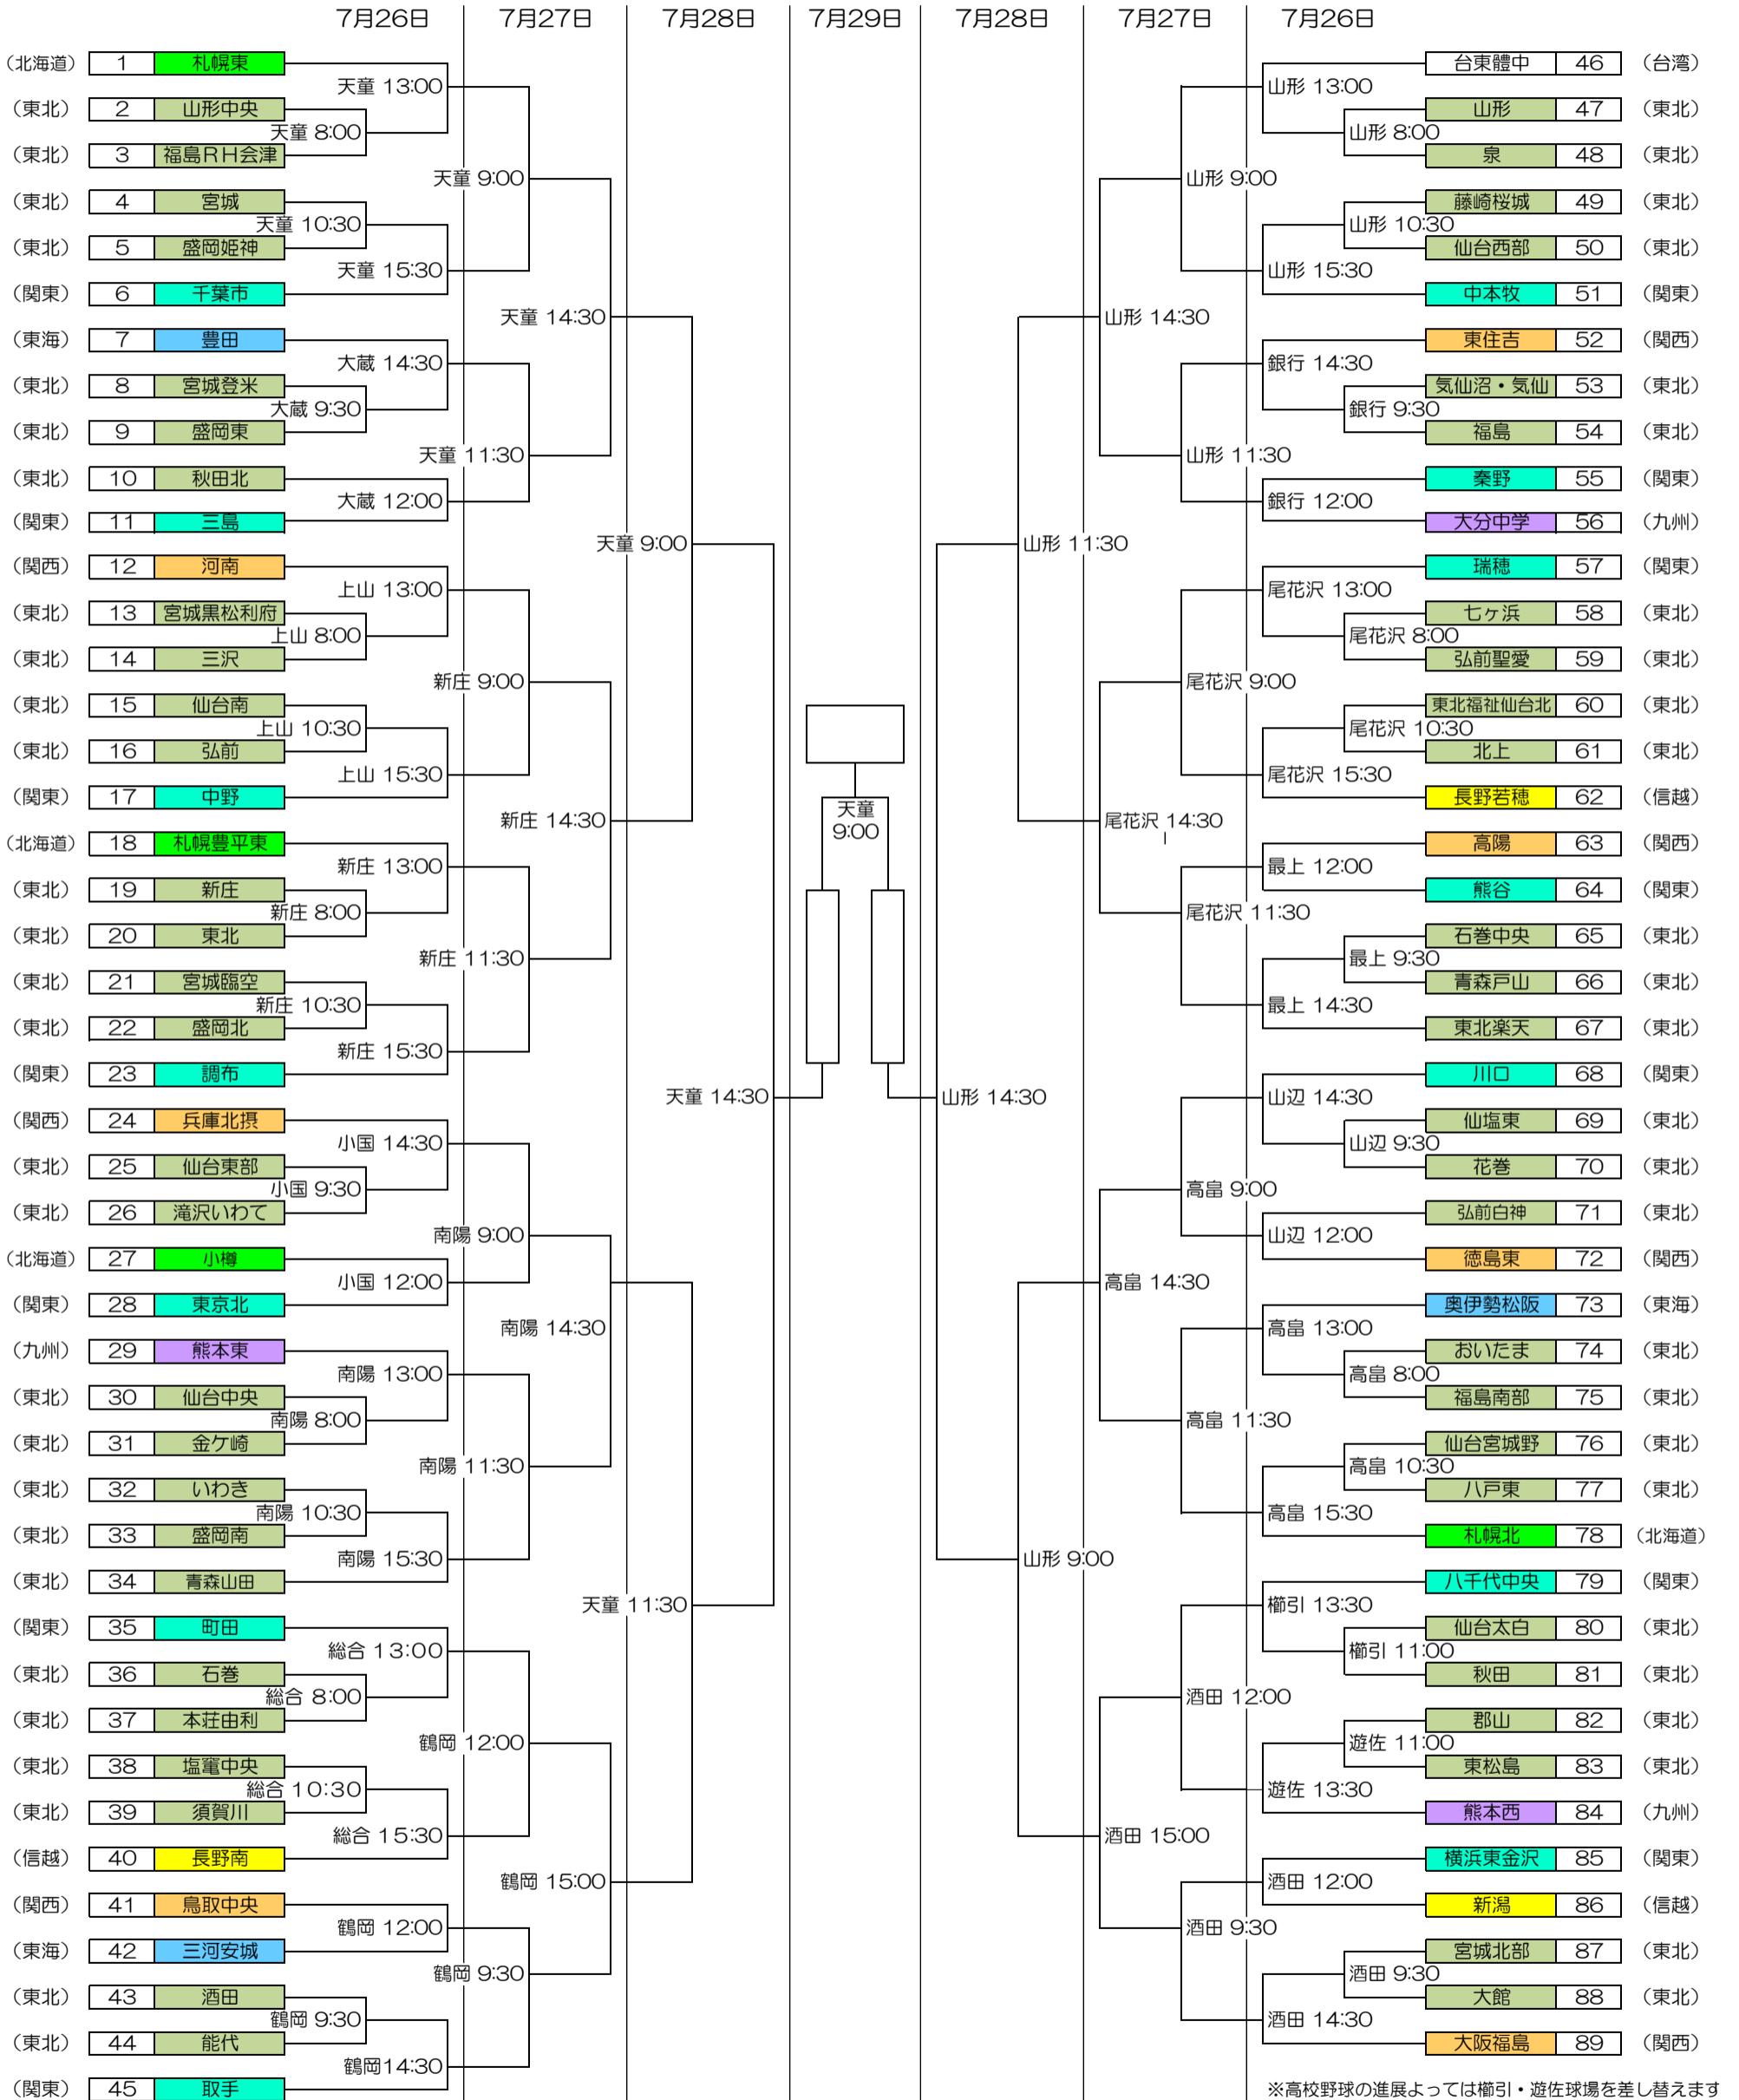 7月26日 7月27日 7月28日 7月29日 7月28日 7月27日 7月26日
(北海道) 1 札幌東
天童 13:00
(東北) 2 山形中央
天童 8:00
(東北) 3 福島RH会津
天童 9:00
(東北) 4 宮城
天童 10:30
(東北) 5 盛岡姫神
天童 15:30
(関東) 6 千葉市
天童 14:30
(東海) 7 豊田
大蔵 14:30
(東北) 8 宮城登米
大蔵 9:30
(東北) 9 盛岡東
天童 11:30
(東北) 10 秋田北
大蔵 12:00
(関東) 11 三島
天童 9:00
(関西) 12 河南
上山 13:00
(東北) 13 宮城黒松利府
上山 8:00
(東北) 14 三沢
新庄 9:00
(東北) 15 仙台南
上山 10:30
(東北) 16 弘前
上山 15:30
(関東) 17 中野
新庄 14:30
(北海道) 18 札幌豊平東
新庄 13:00
(東北) 19 新庄
新庄 8:00
(東北) 20 東北
新庄 11:30
(東北) 21 宮城臨空
新庄 10:30
(東北) 22 盛岡北
新庄 15:30
(関東) 23 調布
天童 14:30
(関西) 24 兵庫北摂
小国 14:30
(東北) 25 仙台東部
小国 9:30
(東北) 26 滝沢いわて
南陽 9:00
(北海道) 27 小樽
小国 12:00
(関東) 28 東京北
南陽 14:30
(九州) 29 熊本東
南陽 13:00
(東北) 30 仙台中央
南陽 8:00
(東北) 31 金ケ崎
南陽 11:30
(東北) 32 いわき
南陽 10:30
(東北) 33 盛岡南
南陽 15:30
(東北) 34 青森山田
天童 11:30
(関東) 35 町田
総合 13:00
(東北) 36 石巻
総合 8:00
(東北) 37 本荘由利
鶴岡 12:00
(東北) 38 塩竈中央
総合 10:30
(東北) 39 須賀川
総合 15:30
(信越) 40 長野南
鶴岡 15:00
(関西) 41 鳥取中央
鶴岡 12:00
(東海) 42 三河安城
鶴岡 9:30
(東北) 43 酒田
鶴岡 9:30
(東北) 44 能代
鶴岡14:30
(関東) 45 取手
天童
9:00
台東體中 46 (台湾)
山形 13:00
山形 47 (東北)
山形 8:00
泉 48 (東北)
山形 9:00
藤崎桜城 49 (東北)
山形 10:30
仙台西部 50 (東北)
山形 15:30
中本牧 51 (関東)
山形 14:30
東住吉 52 (関西)
銀行 14:30
気仙沼・気仙 53 (東北)
銀行 9:30
福島 54 (東北)
山形 11:30
秦野 55 (関東)
銀行 12:00
大分中学 56 (九州)
山形 11:30
瑞穂 57 (関東)
尾花沢 13:00
七ヶ浜 58 (東北)
尾花沢 8:00
弘前聖愛 59 (東北)
尾花沢 9:00
東北福祉仙台北 60 (東北)
尾花沢 10:30
北上 61 (東北)
尾花沢 15:30
長野若穂 62 (信越)
尾花沢 14:30
高陽 63 (関西)
最上 12:00
熊谷 64 (関東)
尾花沢 11:30
石巻中央 65 (東北)
最上 9:30
青森戸山 66 (東北)
最上 14:30
東北楽天 67 (東北)
川口 68 (関東)
山形 14:30
山辺 14:30
仙塩東 69 (東北)
山辺 9:30
花巻 70 (東北)
高畠 9:00
弘前白神 71 (東北)
山辺 12:00
徳島東 72 (関西)
高畠 14:30
奥伊勢松阪 73 (東海)
高畠 13:00
おいたま 74 (東北)
高畠 8:00
福島南部 75 (東北)
高畠 11:30
仙台宮城野 76 (東北)
高畠 10:30
八戸東 77 (東北)
高畠 15:30
札幌北 78 (北海道)
山形 9:00
八千代中央 79 (関東)
櫛引 13:30
仙台太白 80 (東北)
櫛引 11:00
秋田 81 (東北)
酒田 12:00
郡山 82 (東北)
遊佐 11:00
東松島 83 (東北)
遊佐 13:30
熊本西 84 (九州)
酒田 15:00
横浜東金沢 85 (関東)
酒田 12:00
新潟 86 (信越)
酒田 9:30
宮城北部 87 (東北)
酒田 9:30
大館 88 (東北)
酒田 14:30
大阪福島 89 (関西)
※高校野球の進展よっては櫛引・遊佐球場を差し替えます